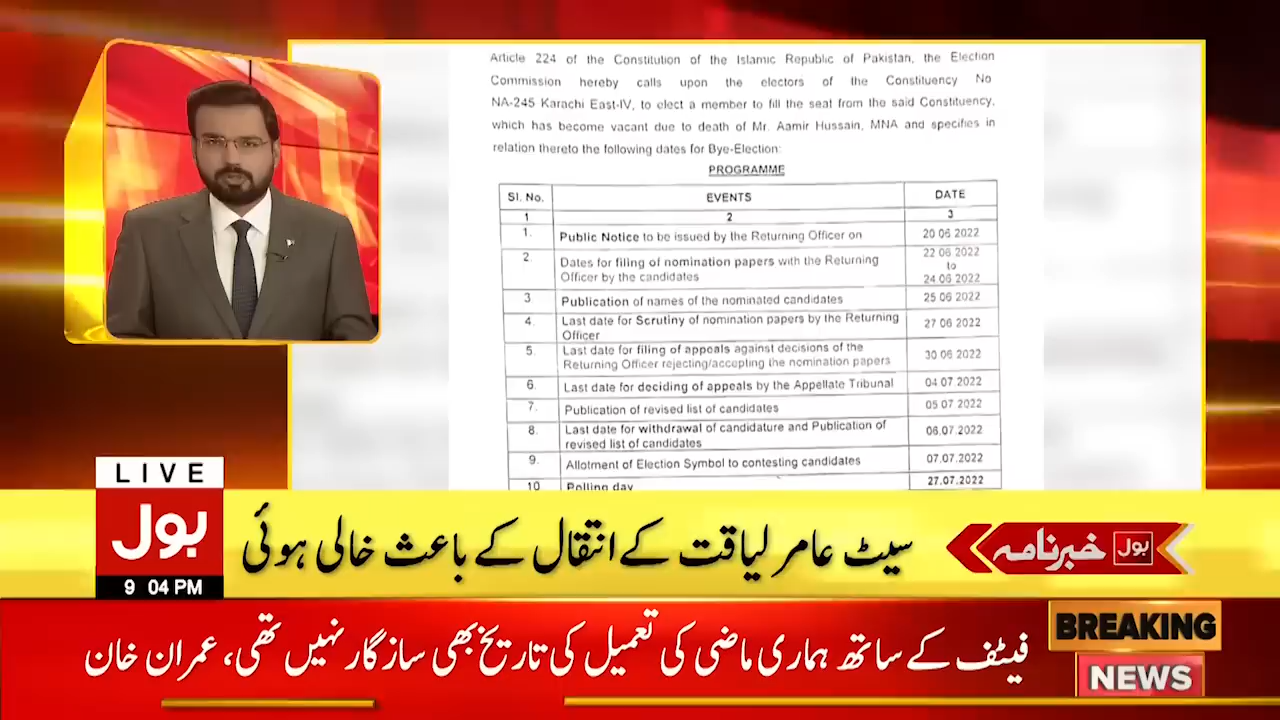 Article 224 of the Constitution of the Islamic Republic of Pakistan, the Election
Commission hereby calls upon the electors of the Constituency No
NA-245 Karachi East-IV, to elect a member to fill the seat from the said Constituency,
which has become vacant due to death of Mr. Aamir Hussain, MNA and specifies in
relation thereto the following dates for Bye-Election:
PROGRAMME
Sl. No. EVENTS DATE
1 2 3
1. Public Notice to be issued by the Returning Officer on 20 06 2022
2. Dates for filing of nomination papers with the Returning Officer by the candidates 22 06 2022 to 24 06 2022
3 Publication of names of the nominated candidates 25 06 2022
4. Last date for Scrutiny of nomination papers by the Returning Officer 27 06 2022
5. Last date for filing of appeals against decisions of the Returning Officer rejecting/accepting the nomination papers 30 06 2022
6. Last date for deciding of appeals by the Appellate Tribunal 04 07.2022
7. Publication of revised list of candidates 05 07 2022
8. Last date for withdrawal of candidature and Publication of revised list of candidates 06.07.2022
9. Allotment of Election Symbol to contesting candidates 07.07.2022
10 Polling day 27.07.2022
LIVE
بول
9 04 PM
سیٹ عامر لیاقت کے انتقال کے باعث خالی ہوئی
بول خبرنامہ
فیٹف کے ساتھ ہماری ماضی کی تعمیل کی تاریخ بھی سازگار نہیں تھی، عمران خان
BREAKING
NEWS